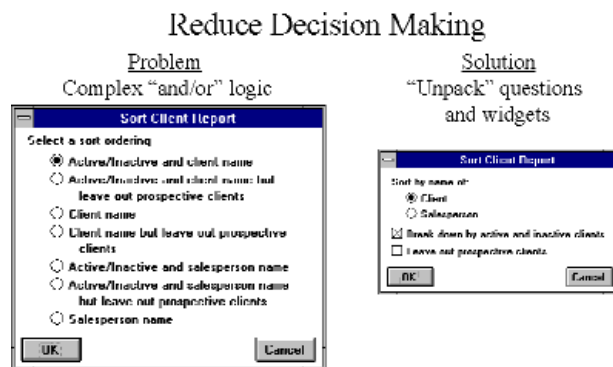 Reduce Decision Making
Problem
Complex “and/or” logic
Sort Client Report
Select a sort ordering
Active/Inactive and client name
Active/Inactive and client name but
leave out prospective clients
Client name
Client name but leave out prospective
clients
Active/Inactive and salesperson name
Active/Inactive and salesperson name
but leave out prospective clients
Salesperson name
OK
Cancel
Solution
“Unpack” questions
and widgets
Sort Client Report
Sort by name of:
Client
Salesperson
Break down by active and inactive clients
Leave out prospective clients
OK
Cancel